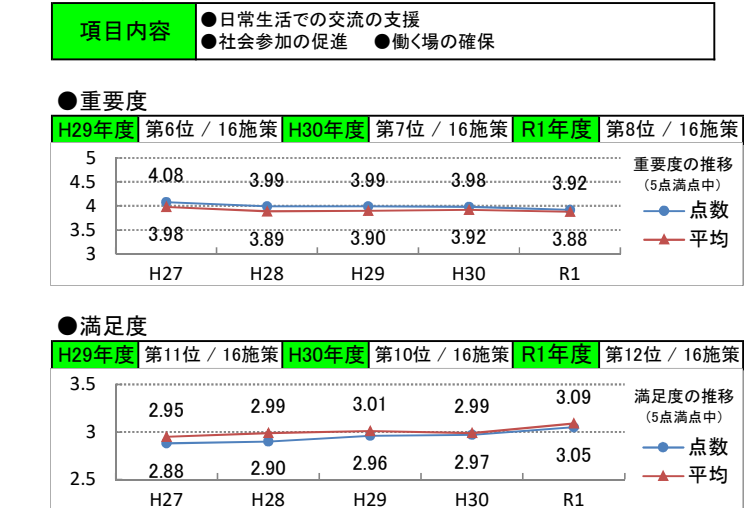 項目内容
●日常生活での交流の支援
●社会参加の促進 ●働く場の確保
●重要度
H29年度 第6位 / 16施策 H30年度 第7位 / 16施策 R1年度 第8位 / 16施策
5
4.5
4
3.5
3
4.08 3.99 3.99 3.98 3.92
3.98 3.89 3.90 3.92 3.88
H27 H28 H29 H30 R1
重要度の推移
(5点満点中)
点数
平均
●満足度
H29年度 第11位 / 16施策 H30年度 第10位 / 16施策 R1年度 第12位 / 16施策
3.5
3
2.5
2.95 2.99 3.01 2.99 3.09
2.88 2.90 2.96 2.97 3.05
H27 H28 H29 H30 R1
満足度の推移
(5点満点中)
点数
平均